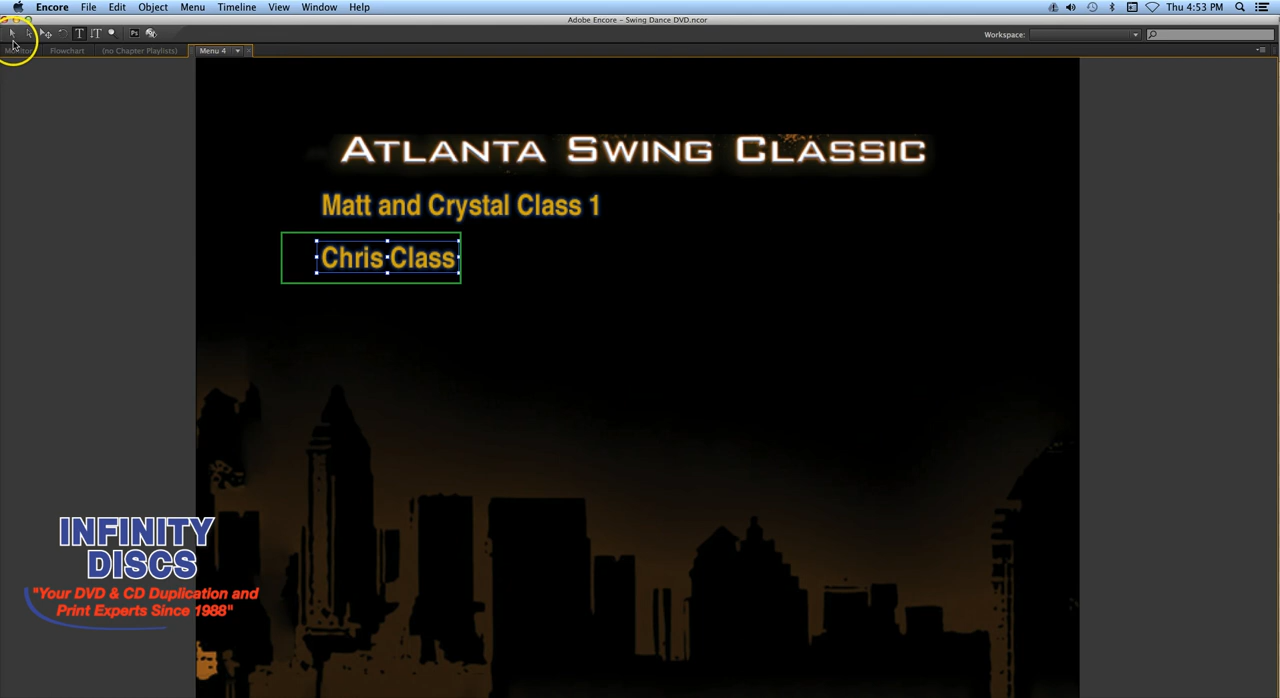 Encore File Edit Menu Object Timeline View Window Help Thu 4:53 PM
Adobe Encore – Swing Dance DVD.ncor
T T Ps Workspace:
Flowchart (no Chapter Playlists) Menu 4
Atlanta Swing Classic
Matt and Crystal Class 1
Chris Class
INFINITY
DISCS
"Your DVD & CD Duplication and
Print Experts Since 1988"